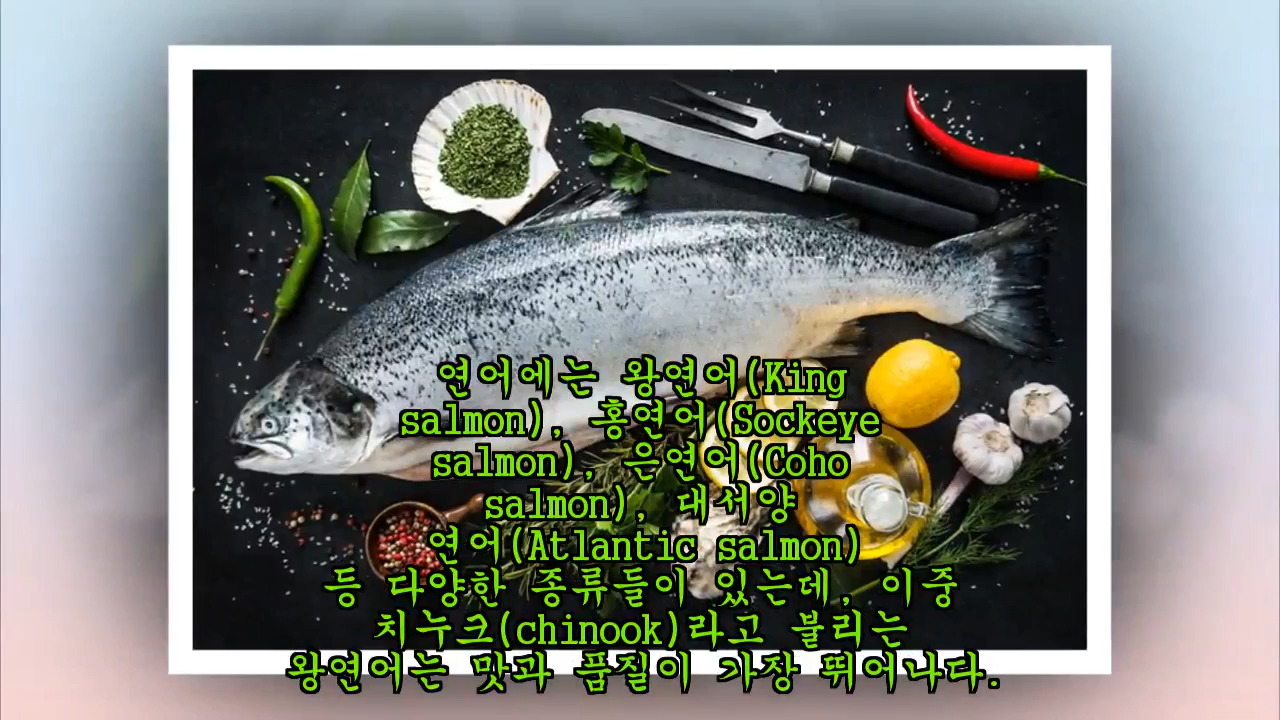 연어에는 왕연어(King
salmon), 홍연어(Sockeye
salmon), 은연어(Coho
salmon), 대서양
연어(Atlantic salmon)
등 다양한 종류들이 있는데, 이중
치누크(chinook)라고 불리는
왕연어는 맛과 품질이 가장 뛰어나다.